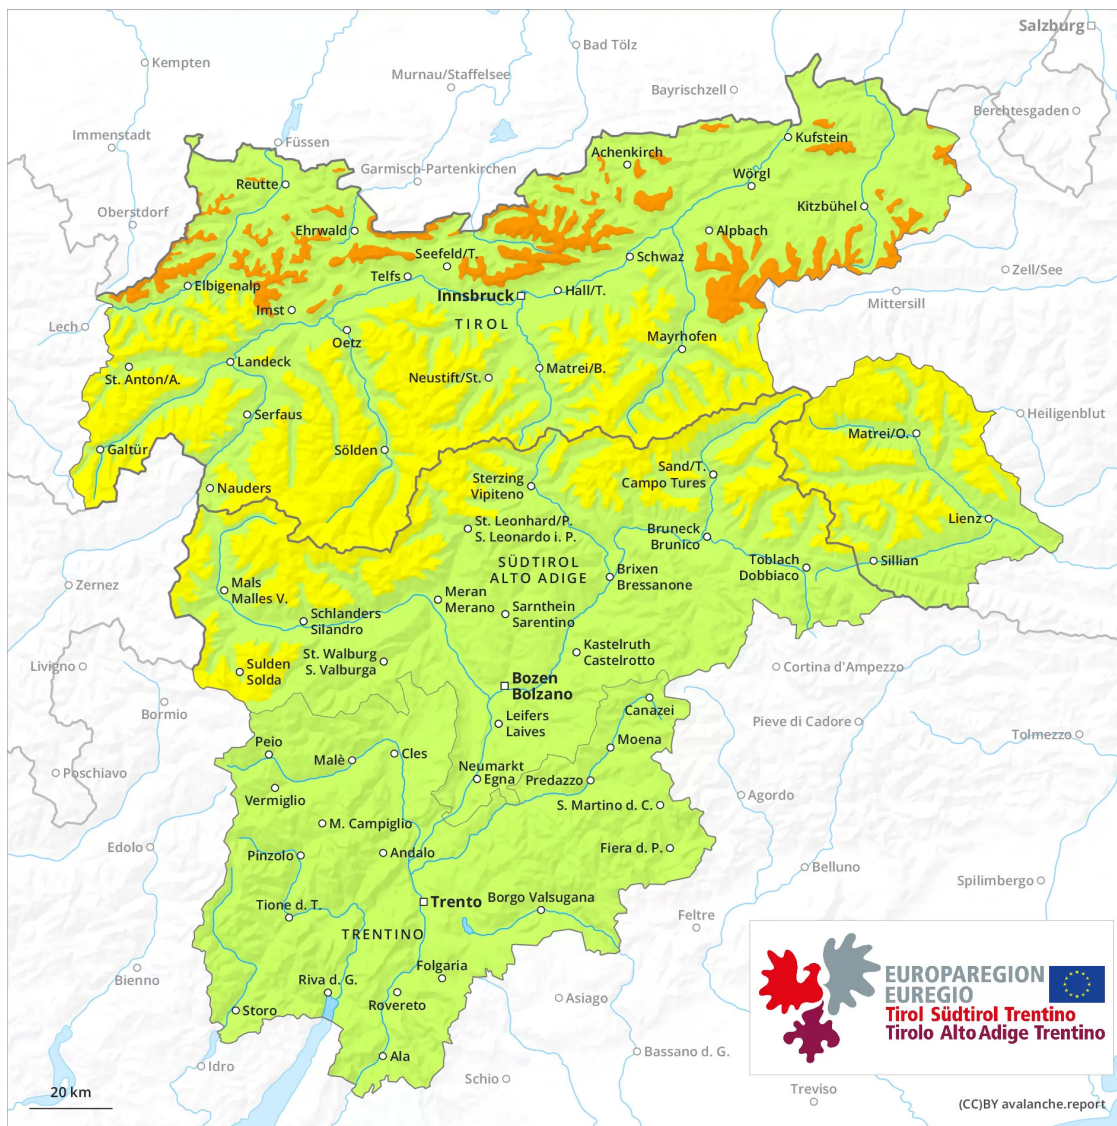 Salzburg
Bad Tölz
Kempten
Murnau/Staffelsee
Bayrischzell
Berchtesgaden
Immenstadt
Füssen
Kufstein
Achenkirch
Garmisch-Partenkirchen
Wörgl
Reutte
Oberstdorf
Kitzbühel
Ehrwald
Alpbach
Seefeld/T.
Schwaz
Zell/See
Telfs
Elbigenalp
Hall/T.
Innsbruck
Mittersill
Imst
Lech
TIROL
Oetz
Mayrhofen
Landeck
Matrei/B.
St. Anton/A.
Neustift/St.
Serfaus
Heiligenblut
Matrei/O.
Galtür
Sölden
Sand/T.
Campo Tures
Sterzing
Vipiteno
Nauders
Lienz
St. Leonhard/P.
S. Leonardo i. P.
Bruneck
Brunico
SÜDTIROL
ALTO ADIGE
Toblach
Dobbiaco
Sillian
Brixen
Bressanone
Zernez
Mals
Malles V.
Meran
Merano
Sarnthein
Sarentino
Schlanders
Silandro
Kastelruth
Castelrotto
St. Walburg
S. Valburga
Livigno
Sulden
Solda
Cortina d'Ampezzo
Bozen
Bolzano
Bormio
Canazei
Leifers
Laives
Pieve di Cadore
Tolmezzo
Moena
Peio
Cles
Malè
Poschiavo
Neumarkt
Egna
Predazzo
Vermiglio
Agordo
S. Martino d. C.
M. Campiglio
Edolo
Fiera d. P.
Pinzolo
Andalo
Belluno
Spilimbergo
Borgo Valsugana
Trento
Tione d. T.
Feltre
TRENTINO
Folgaria
Bienno
Riva d. G.
Rovereto
Asiago
Storo
EUROPAREGION
EUREGIO
Tirol Südtirol Trentino
Tirolo Alto Adige Trentino
Ala
Bassano d. G.
Idro
Schio
Treviso
20 km
(CC)BY avalanche.report